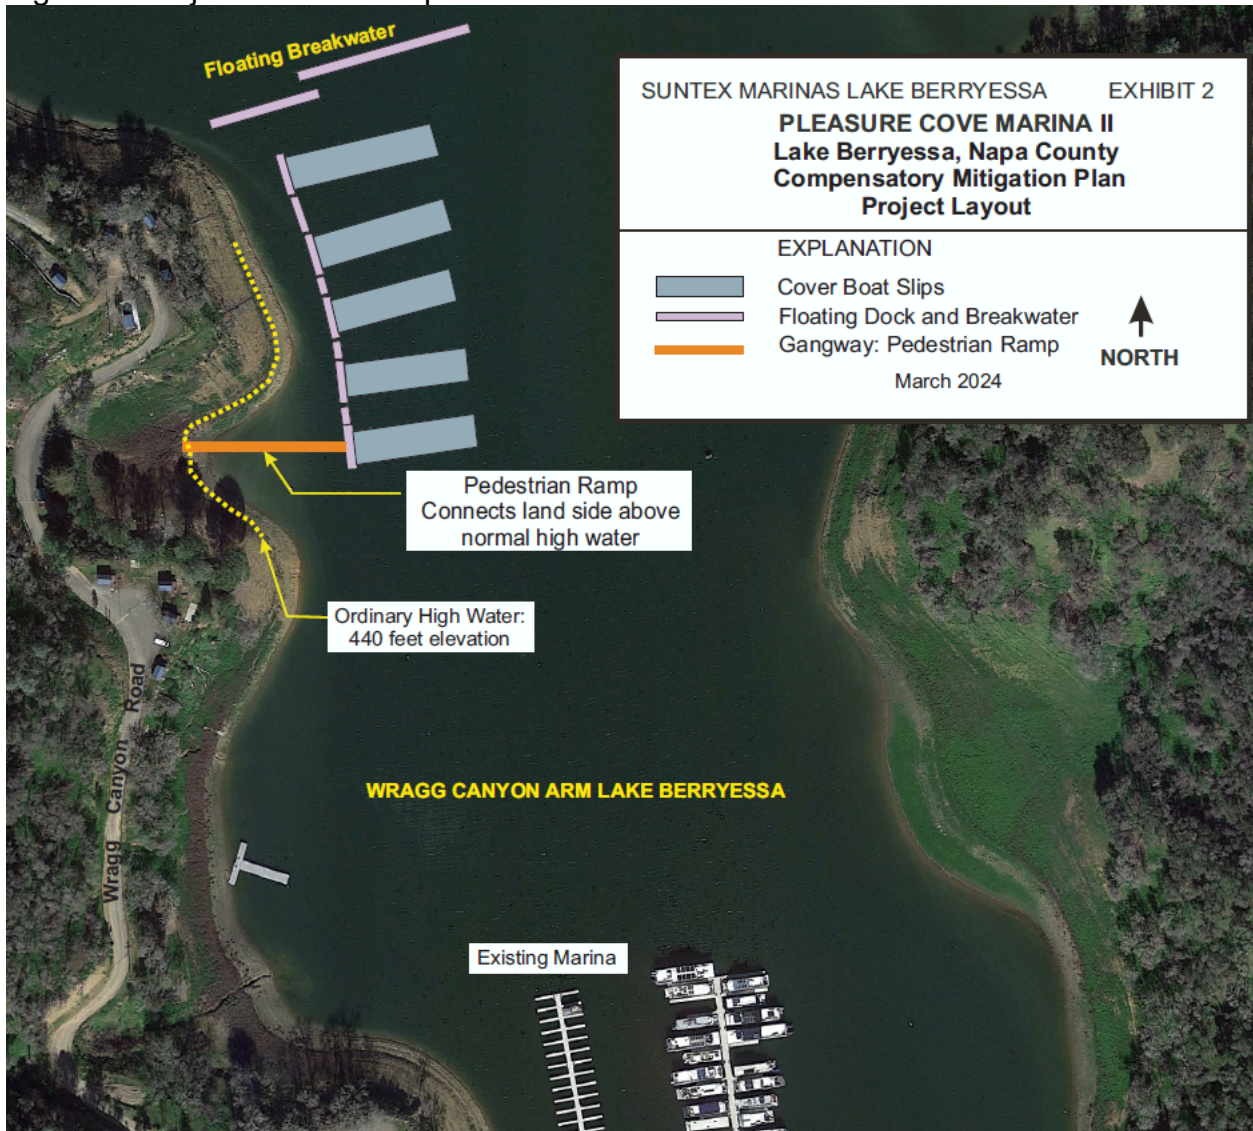 Floating Breakwater
SUNTEX MARINAS LAKE BERRYESSA EXHIBIT 2
PLEASURE COVE MARINA II
Lake Berryessa, Napa County
Compensatory Mitigation Plan
Project Layout
EXPLANATION
Cover Boat Slips
Floating Dock and Breakwater
Gangway: Pedestrian Ramp
NORTH
March 2024
Pedestrian Ramp
Connects land side above
normal high water
Ordinary High Water:
440 feet elevation
Wragg Canyon Road
WRAGG CANYON ARM LAKE BERRYESSA
Existing Marina